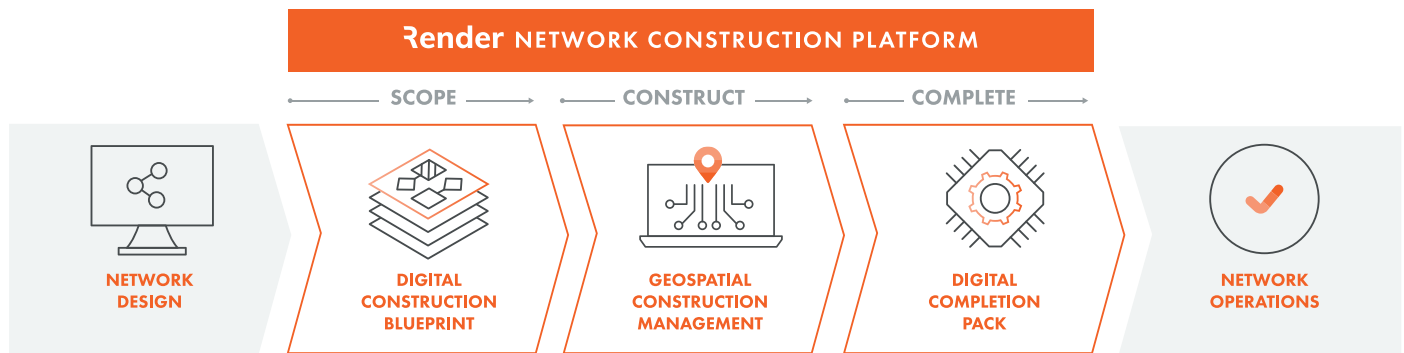 Render NETWORK CONSTRUCTION PLATFORM
SCOPE
CONSTRUCT
COMPLETE
NETWORK
DESIGN
DIGITAL
CONSTRUCTION
BLUEPRINT
GEOSPATIAL
CONSTRUCTION
MANAGEMENT
DIGITAL
COMPLETION
PACK
NETWORK
OPERATIONS